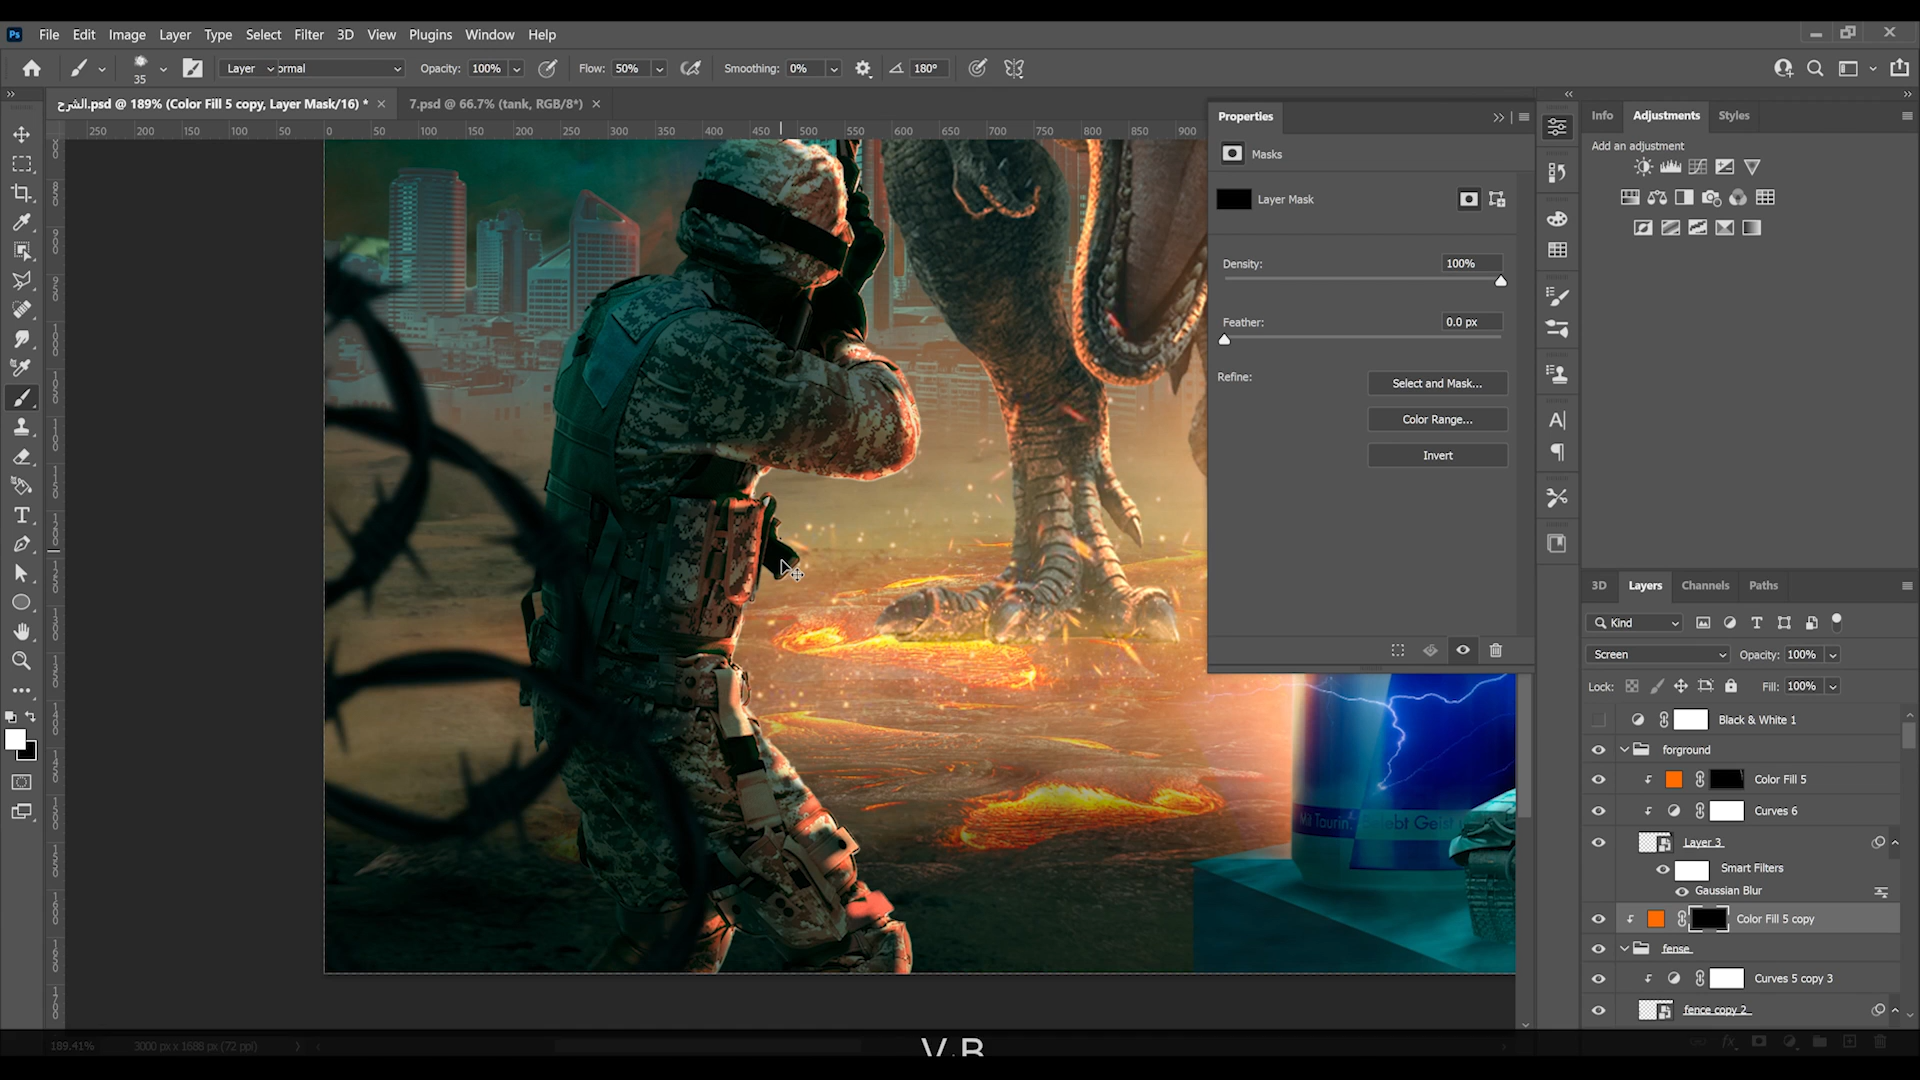 Ps File Edit Image Layer Type Select Filter 3D View Plugins Window Help
35 Layer ormal Opacity: 100% Flow: 50% Smoothing: 0% 180°
الشرح.psd @ 189% (Color Fill 5 copy, Layer Mask/16) *
7.psd @ 66.7% (tank, RGB/8*)
250 200 150 100 50 0 50 100 150 200 250 300 350 400 450 500 550 600 650 700 750 800 850 900
Properties
Masks
Layer Mask
Density: 100%
Feather: 0.0 px
Refine:
Select and Mask...
Color Range...
Invert
Info Adjustments Styles
Add an adjustment
3D Layers Channels Paths
Kind
Screen Opacity: 100%
Lock: Fill: 100%
Black & White 1
forground
Color Fill 5
Curves 6
Layer 3
Smart Filters
Gaussian Blur
Color Fill 5 copy
fense
Curves 5 copy 3
fence copy 2
Mit Taurin.
189.41% 3000 px x 1688 px (72 ppi)